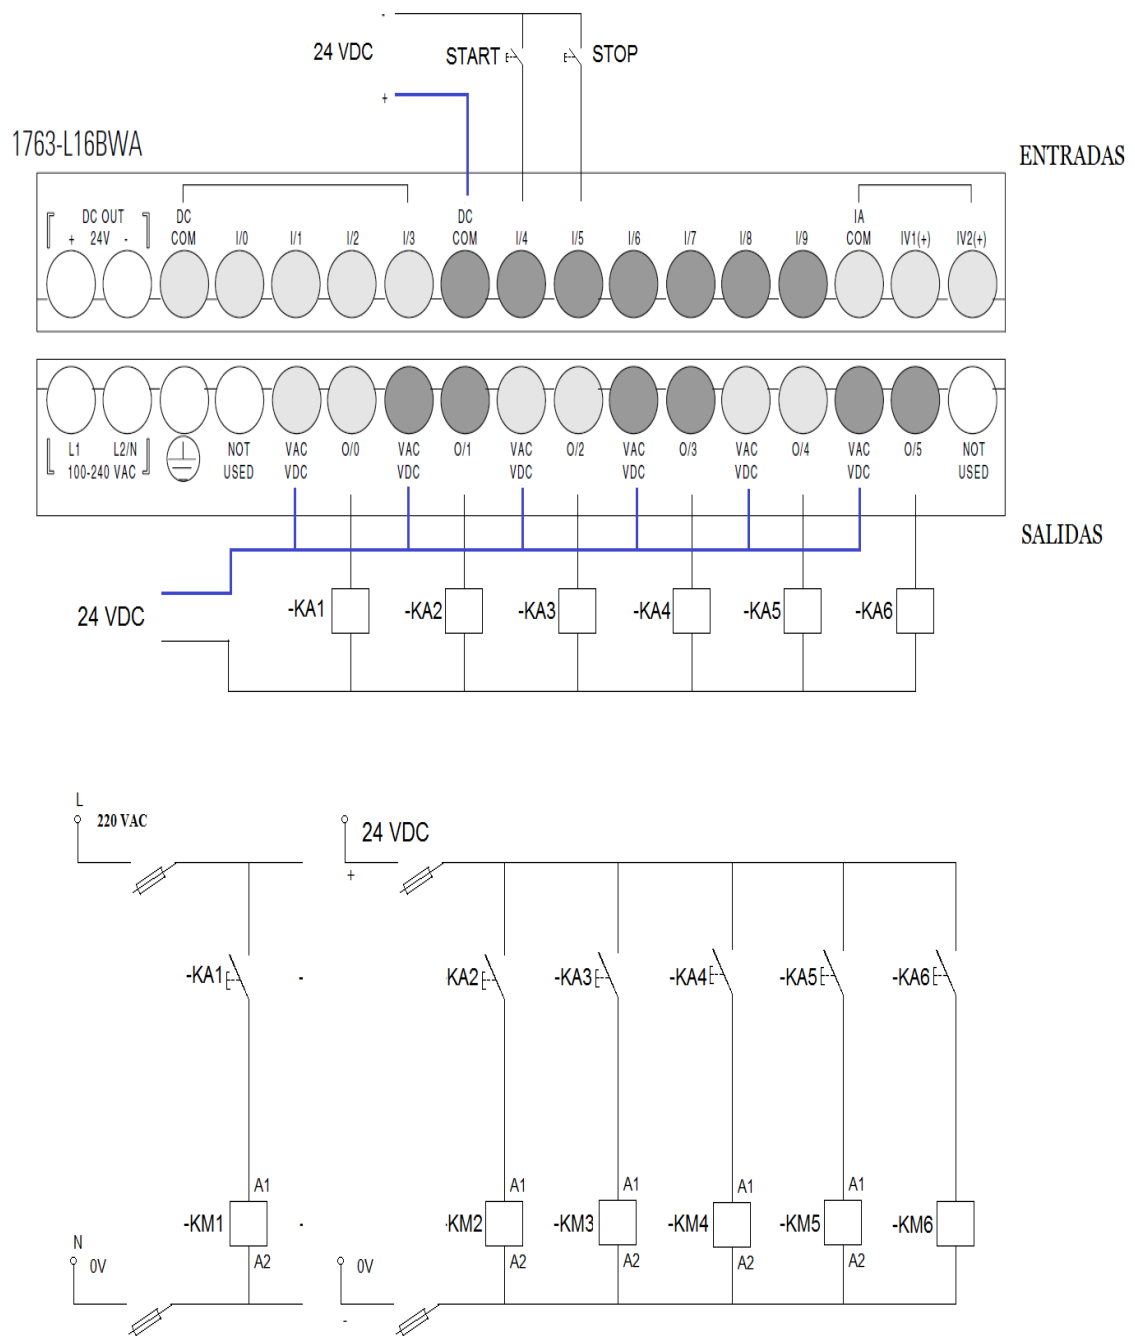 -
24 VDC
START
STOP
+
1763-L16BWA
ENTRADAS
DC OUT
+ 24V -
DC
COM
I/0
I/1
I/2
I/3
DC
COM
I/4
I/5
I/6
I/7
I/8
I/9
IA
COM
IV1(+)
IV2(+)
L1
L2/N
100-240 VAC
NOT
USED
VAC
VDC
O/0
VAC
VDC
O/1
VAC
VDC
O/2
VAC
VDC
O/3
VAC
VDC
O/4
VAC
VDC
O/5
NOT
USED
SALIDAS
24 VDC
-KA1
-KA2
-KA3
-KA4
-KA5
-KA6
L
220 VAC
24 VDC
+
-KA1
-
-KA2
-KA3
-KA4
-KA5
-KA6
A1
A1
A1
A1
A1
-KM1
-
-KM2
-KM3
-KM4
-KM5
-KM6
A2
A2
A2
A2
A2
N
0V
0V
-